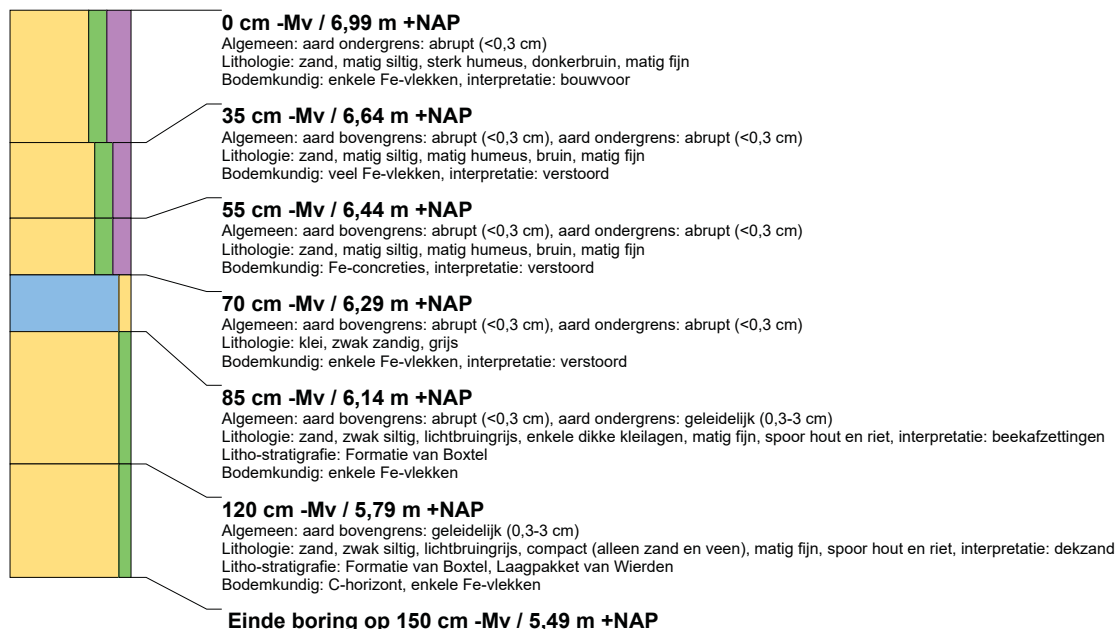 0 cm -Mv / 6,99 m +NAP
Algemeen: aard ondergrens: abrupt (<0,3 cm)
Lithologie: zand, matig siltig, sterk humeus, donkerbruin, matig fijn
Bodemkundig: enkele Fe-vlekken, interpretatie: bouwvoor
35 cm -Mv / 6,64 m +NAP
Algemeen: aard bovengrens: abrupt (<0,3 cm), aard ondergrens: abrupt (<0,3 cm)
Lithologie: zand, matig siltig, matig humeus, bruin, matig fijn
Bodemkundig: veel Fe-vlekken, interpretatie: verstoord
55 cm -Mv / 6,44 m +NAP
Algemeen: aard bovengrens: abrupt (<0,3 cm), aard ondergrens: abrupt (<0,3 cm)
Lithologie: zand, matig siltig, matig humeus, bruin, matig fijn
Bodemkundig: Fe-concreties, interpretatie: verstoord
70 cm -Mv / 6,29 m +NAP
Algemeen: aard bovengrens: abrupt (<0,3 cm), aard ondergrens: abrupt (<0,3 cm)
Lithologie: klei, zwak zandig, grijs
Bodemkundig: enkele Fe-vlekken, interpretatie: verstoord
85 cm -Mv / 6,14 m +NAP
Algemeen: aard bovengrens: abrupt (<0,3 cm), aard ondergrens: geleidelijk (0,3-3 cm)
Lithologie: zand, zwak siltig, lichtbruingrijs, enkele dikke kleilagen, matig fijn, spoor hout en riet, interpretatie: beekafzettingen
Litho-stratigrafie: Formatie van Boxtel
Bodemkundig: enkele Fe-vlekken
120 cm -Mv / 5,79 m +NAP
Algemeen: aard bovengrens: geleidelijk (0,3-3 cm)
Lithologie: zand, zwak siltig, lichtbruingrijs, compact (alleen zand en veen), matig fijn, spoor hout en riet, interpretatie: dekzand
Litho-stratigrafie: Formatie van Boxtel, Laagpakket van Wierden
Bodemkundig: C-horizont, enkele Fe-vlekken
Einde boring op 150 cm -Mv / 5,49 m +NAP